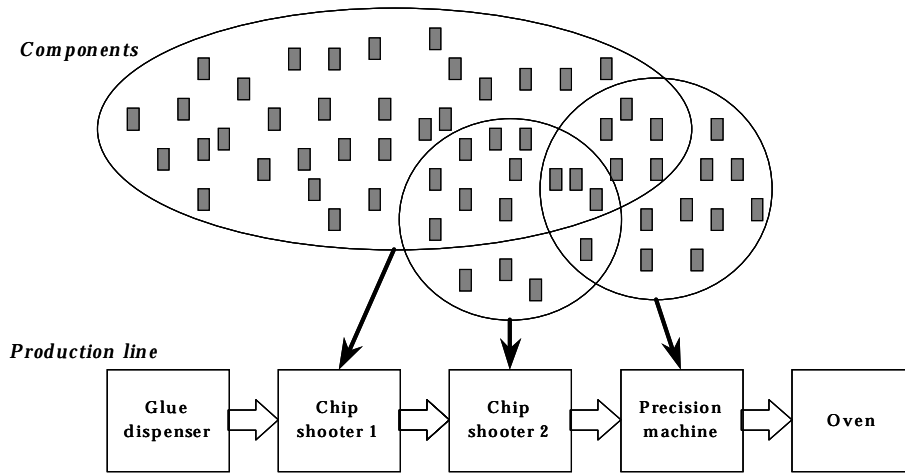 Components
Production line
Glue
dispenser
Chip
shooter 1
Chip
shooter 2
Precision
machine
Oven